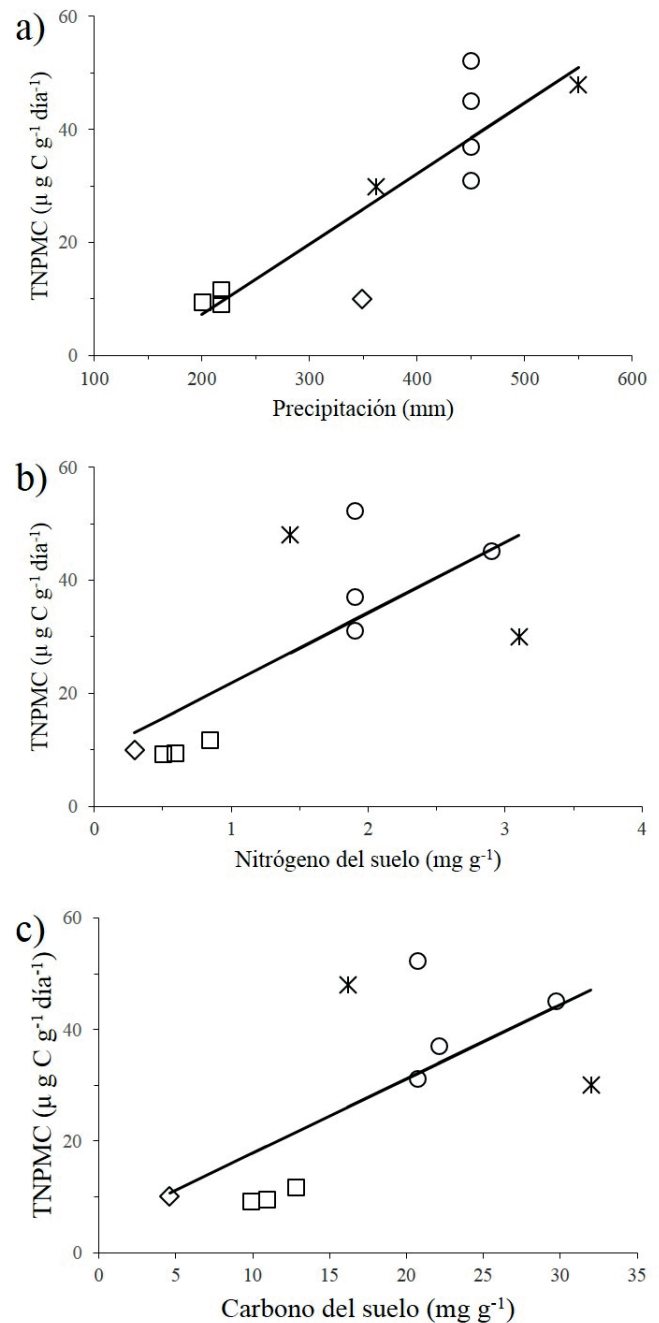 a)
60
40
20
0
TNPMC (µ g C g⁻¹ día⁻¹)
100 200 300 400 500 600
Precipitación (mm)
b)
60
40
20
0
TNPMC (µ g C g⁻¹ día⁻¹)
0 1 2 3 4
Nitrógeno del suelo (mg g⁻¹)
c)
60
40
20
0
TNPMC (µ g C g⁻¹ día⁻¹)
0 5 10 15 20 25 30 35
Carbono del suelo (mg g⁻¹)